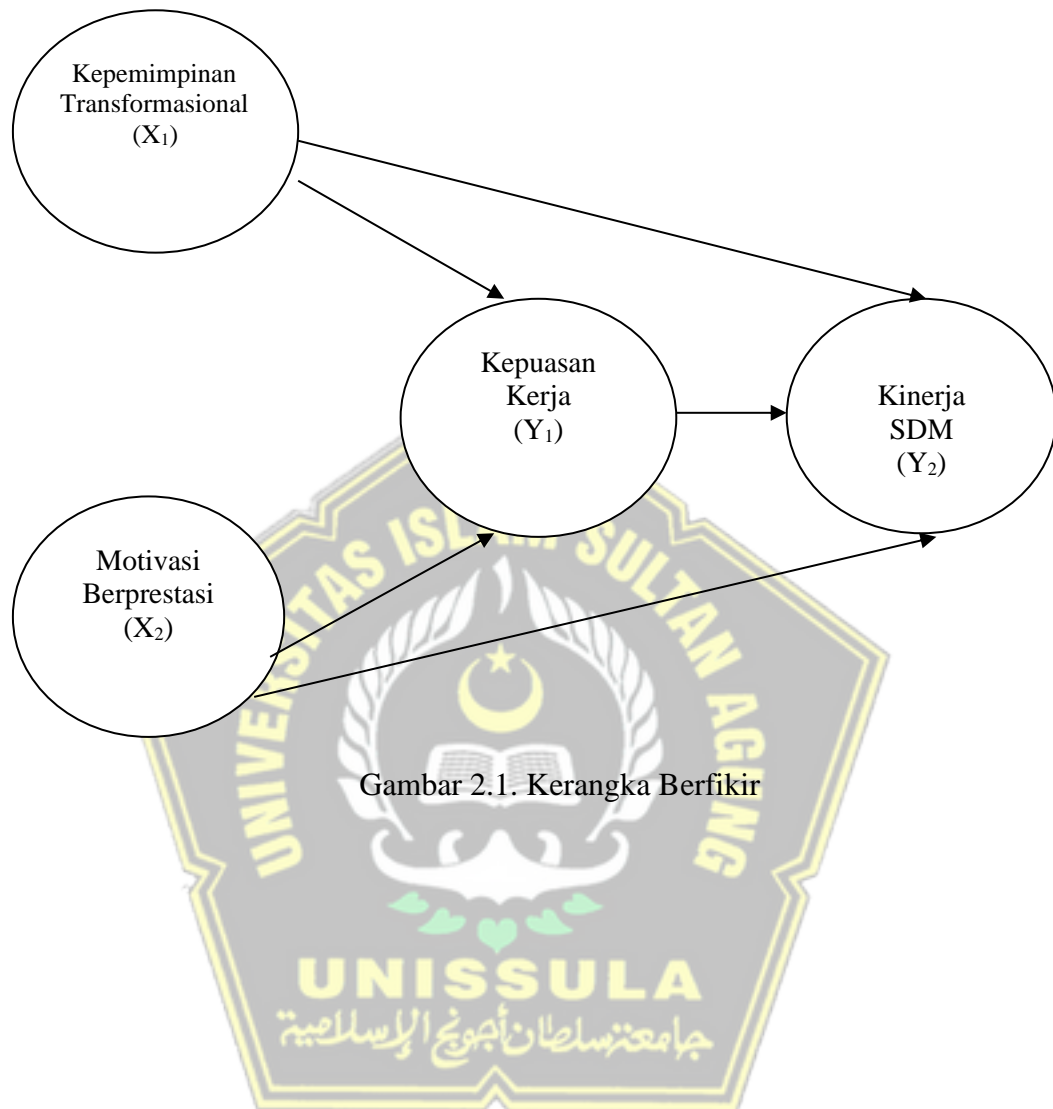 Kepemimpinan
Transformasional
(X₁)
Kepuasan
Kerja
(Y₁)
Kinerja
SDM
(Y₂)
Motivasi
Berprestasi
(X₂)
UNIVERSITAS ISLAM SULTAN AGUNG
Gambar 2.1. Kerangka Berfikir
UNISSULA
جامعة سلطان أجونج الإسلامية